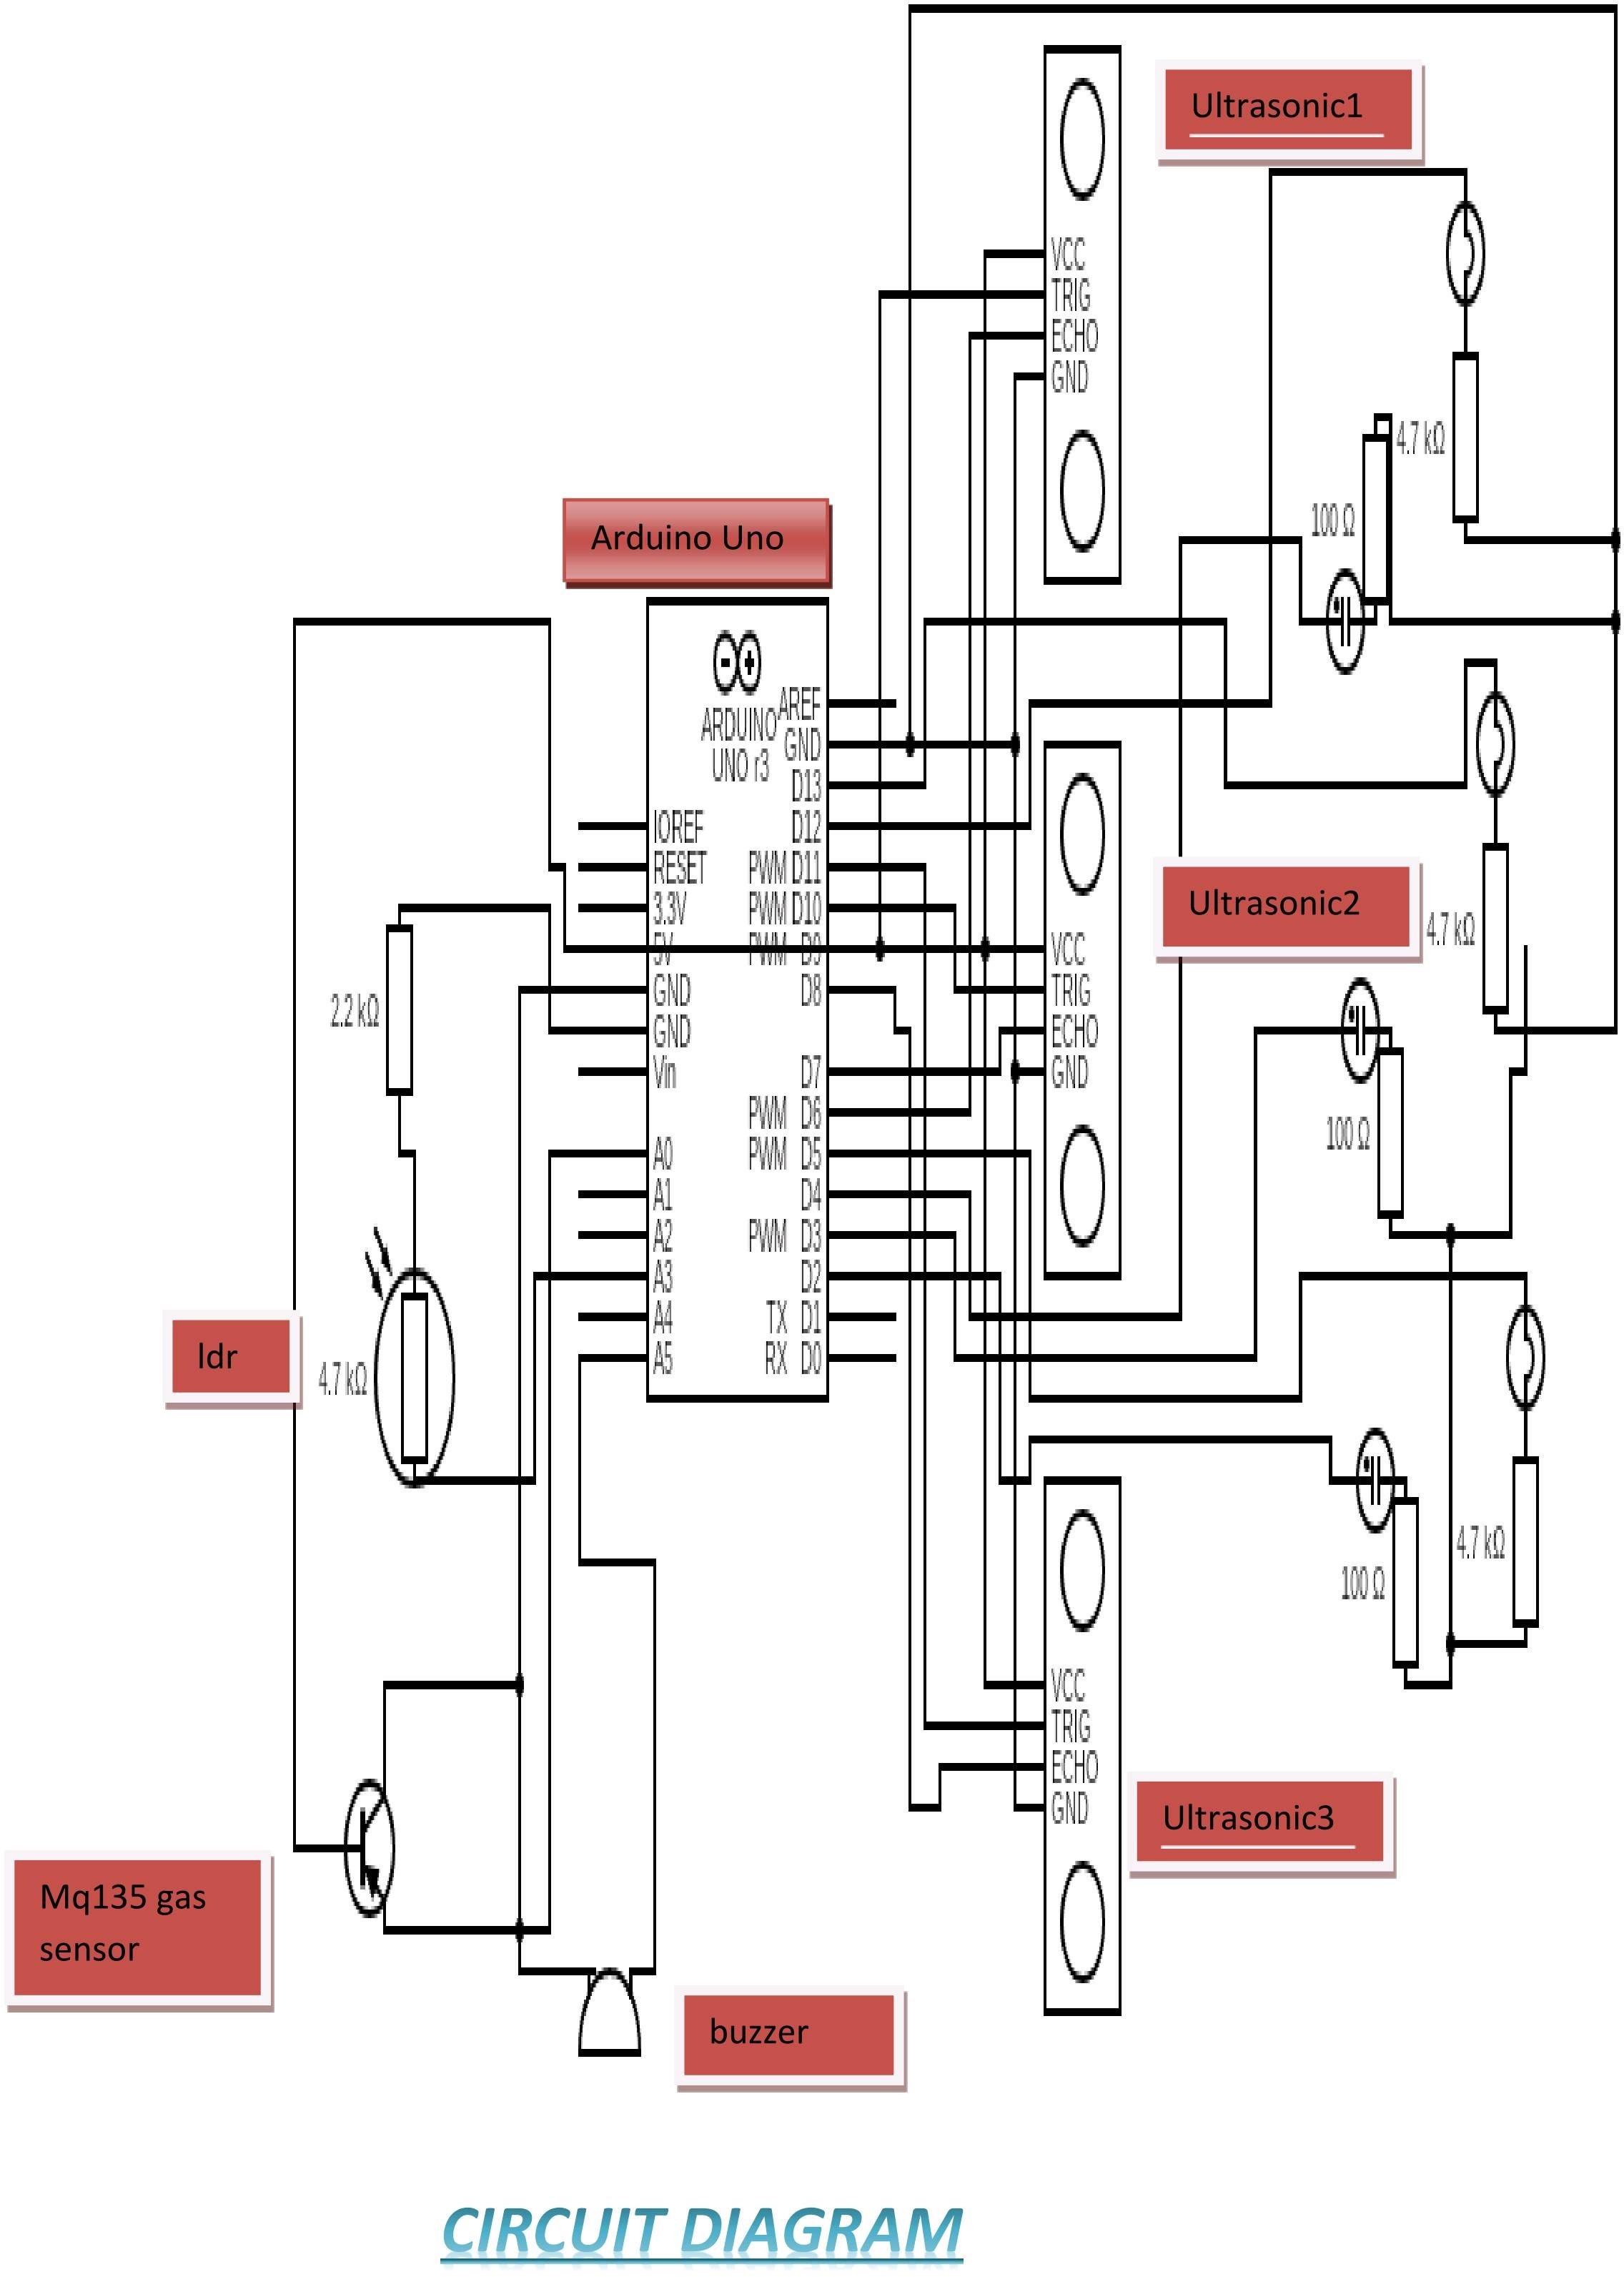 Ultrasonic1
VCC
TRIG
ECHO
GND
4.7 kΩ
100 Ω
Arduino Uno
ARDUINO
UNO r3
AREF
GND
D13
IOREF
D12
RESET
PWM D11
3.3V
PWM D10
5V
PWM D9
GND
D8
GND
Vin
D7
PWM D6
A0
PWM D5
A1
D4
A2
PWM D3
A3
D2
A4
TX D1
A5
RX D0
Ultrasonic2
VCC
TRIG
ECHO
GND
4.7 kΩ
100 Ω
2.2 kΩ
ldr
4.7 kΩ
4.7 kΩ
100 Ω
VCC
TRIG
ECHO
GND
Ultrasonic3
Mq135 gas
sensor
buzzer
CIRCUIT DIAGRAM